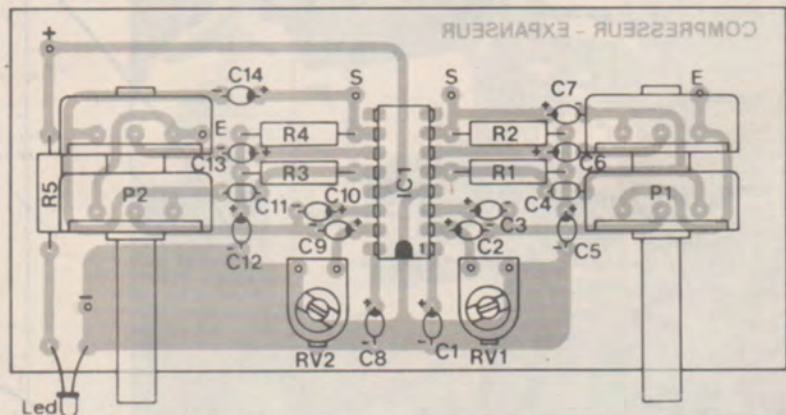 COMPRESSEUR - EXPANSEUR
+
C14
S
S
C7
E
E
R4
R2
C13
C6
R3
IC1
R1
R5
P2
C10
C4
P1
C11
C3
C9
C2
C12
C5
1
RV2
C8
C1
RV1
Led